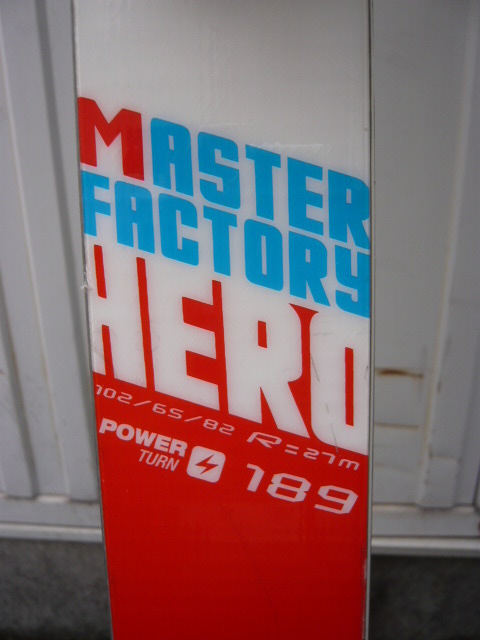 MASTER
FACTORY
HERO
102/65/82 R=27m
POWER
TURN
189